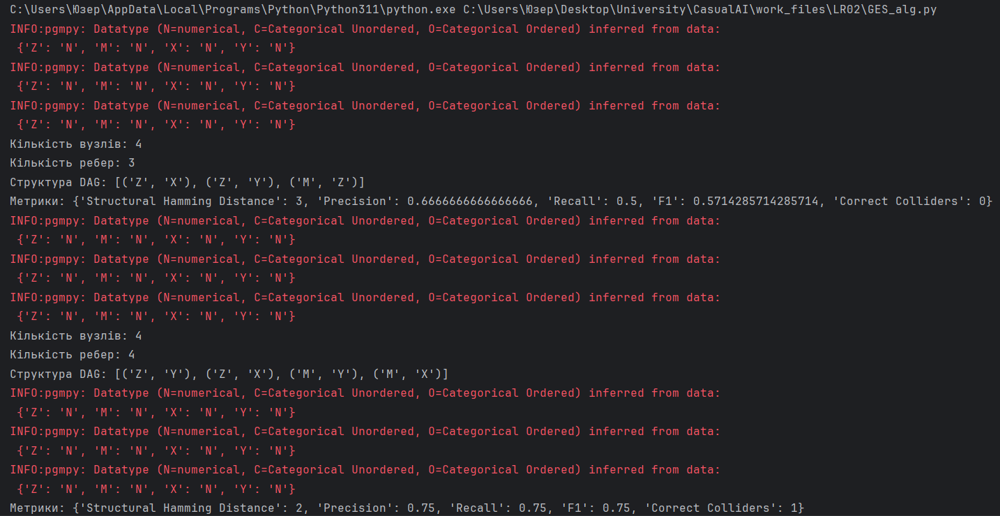 C:\Users\Юзер\AppData\Local\Programs\Python\Python311\python.exe C:\Users\Юзер\Desktop\University\CasualAI\work_files\LR02\GES_alg.py
INFO:pgmpy: Datatype (N=numerical, C=Categorical Unordered, O=Categorical Ordered) inferred from data:
 {'Z': 'N', 'M': 'N', 'X': 'N', 'Y': 'N'}
INFO:pgmpy: Datatype (N=numerical, C=Categorical Unordered, O=Categorical Ordered) inferred from data:
 {'Z': 'N', 'M': 'N', 'X': 'N', 'Y': 'N'}
INFO:pgmpy: Datatype (N=numerical, C=Categorical Unordered, O=Categorical Ordered) inferred from data:
 {'Z': 'N', 'M': 'N', 'X': 'N', 'Y': 'N'}
Кількість вузлів: 4
Кількість ребер: 3
Структура DAG: [('Z', 'X'), ('Z', 'Y'), ('M', 'Z')]
Метрики: {'Structural Hamming Distance': 3, 'Precision': 0.6666666666666666, 'Recall': 0.5, 'F1': 0.5714285714285714, 'Correct Colliders': 0}
INFO:pgmpy: Datatype (N=numerical, C=Categorical Unordered, O=Categorical Ordered) inferred from data:
 {'Z': 'N', 'M': 'N', 'X': 'N', 'Y': 'N'}
INFO:pgmpy: Datatype (N=numerical, C=Categorical Unordered, O=Categorical Ordered) inferred from data:
 {'Z': 'N', 'M': 'N', 'X': 'N', 'Y': 'N'}
INFO:pgmpy: Datatype (N=numerical, C=Categorical Unordered, O=Categorical Ordered) inferred from data:
 {'Z': 'N', 'M': 'N', 'X': 'N', 'Y': 'N'}
Кількість вузлів: 4
Кількість ребер: 4
Структура DAG: [('Z', 'Y'), ('Z', 'X'), ('M', 'Y'), ('M', 'X')]
INFO:pgmpy: Datatype (N=numerical, C=Categorical Unordered, O=Categorical Ordered) inferred from data:
 {'Z': 'N', 'M': 'N', 'X': 'N', 'Y': 'N'}
INFO:pgmpy: Datatype (N=numerical, C=Categorical Unordered, O=Categorical Ordered) inferred from data:
 {'Z': 'N', 'M': 'N', 'X': 'N', 'Y': 'N'}
INFO:pgmpy: Datatype (N=numerical, C=Categorical Unordered, O=Categorical Ordered) inferred from data:
 {'Z': 'N', 'M': 'N', 'X': 'N', 'Y': 'N'}
Метрики: {'Structural Hamming Distance': 2, 'Precision': 0.75, 'Recall': 0.75, 'F1': 0.75, 'Correct Colliders': 1}